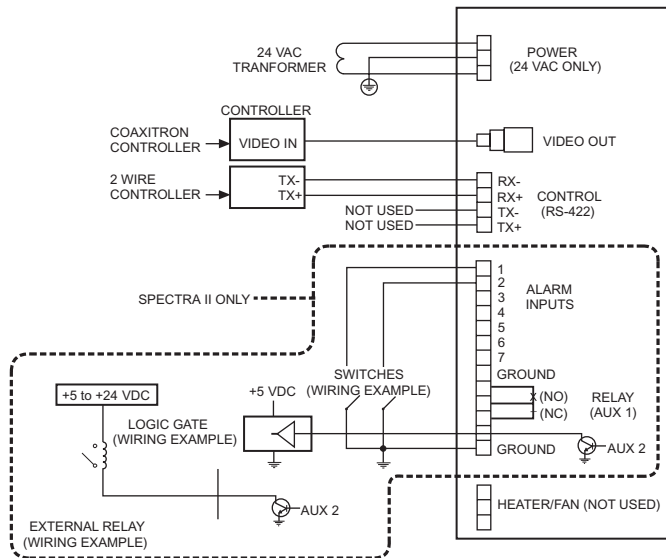 24 VAC
TRANFORMER
POWER
(24 VAC ONLY)
CONTROLLER
COAXITRON
CONTROLLER
VIDEO IN
VIDEO OUT
2 WIRE
CONTROLLER
TX-
TX+
NOT USED
NOT USED
RX-
RX+
TX-
TX+
CONTROL
(RS-422)
SPECTRA II ONLY
1
2
3
4
5
6
7
ALARM
INPUTS
GROUND
SWITCHES
(WIRING EXAMPLE)
+5 to +24 VDC
+5 VDC
LOGIC GATE
(WIRING EXAMPLE)
(NO)
(NC)
RELAY
(AUX 1)
GROUND
AUX 2
AUX 2
EXTERNAL RELAY
(WIRING EXAMPLE)
HEATER/FAN (NOT USED)